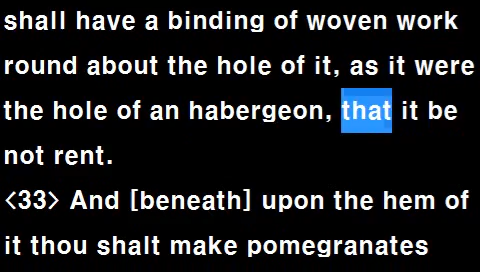 shall have a binding of woven work
round about the hole of it, as it were
the hole of an habergeon, that it be
not rent.
<33> And [beneath] upon the hem of
it thou shalt make pomegranates